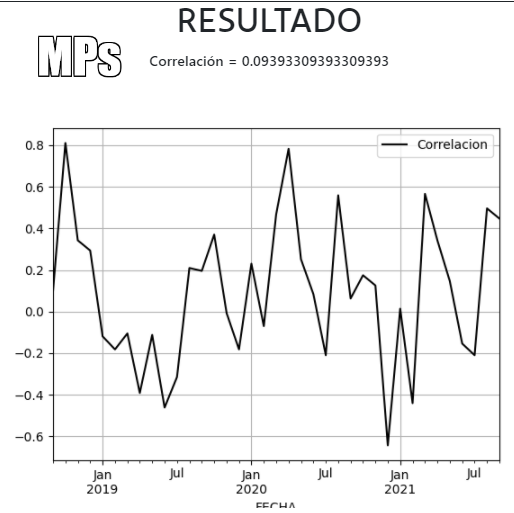 RESULTADO
MPs
Correlación = 0.09393309393309393
Correlacion
0.8
0.6
0.4
0.2
0.0
−0.2
−0.4
−0.6
Jan Jul Jan Jul Jan Jul
2019 2020 2021
FECHA